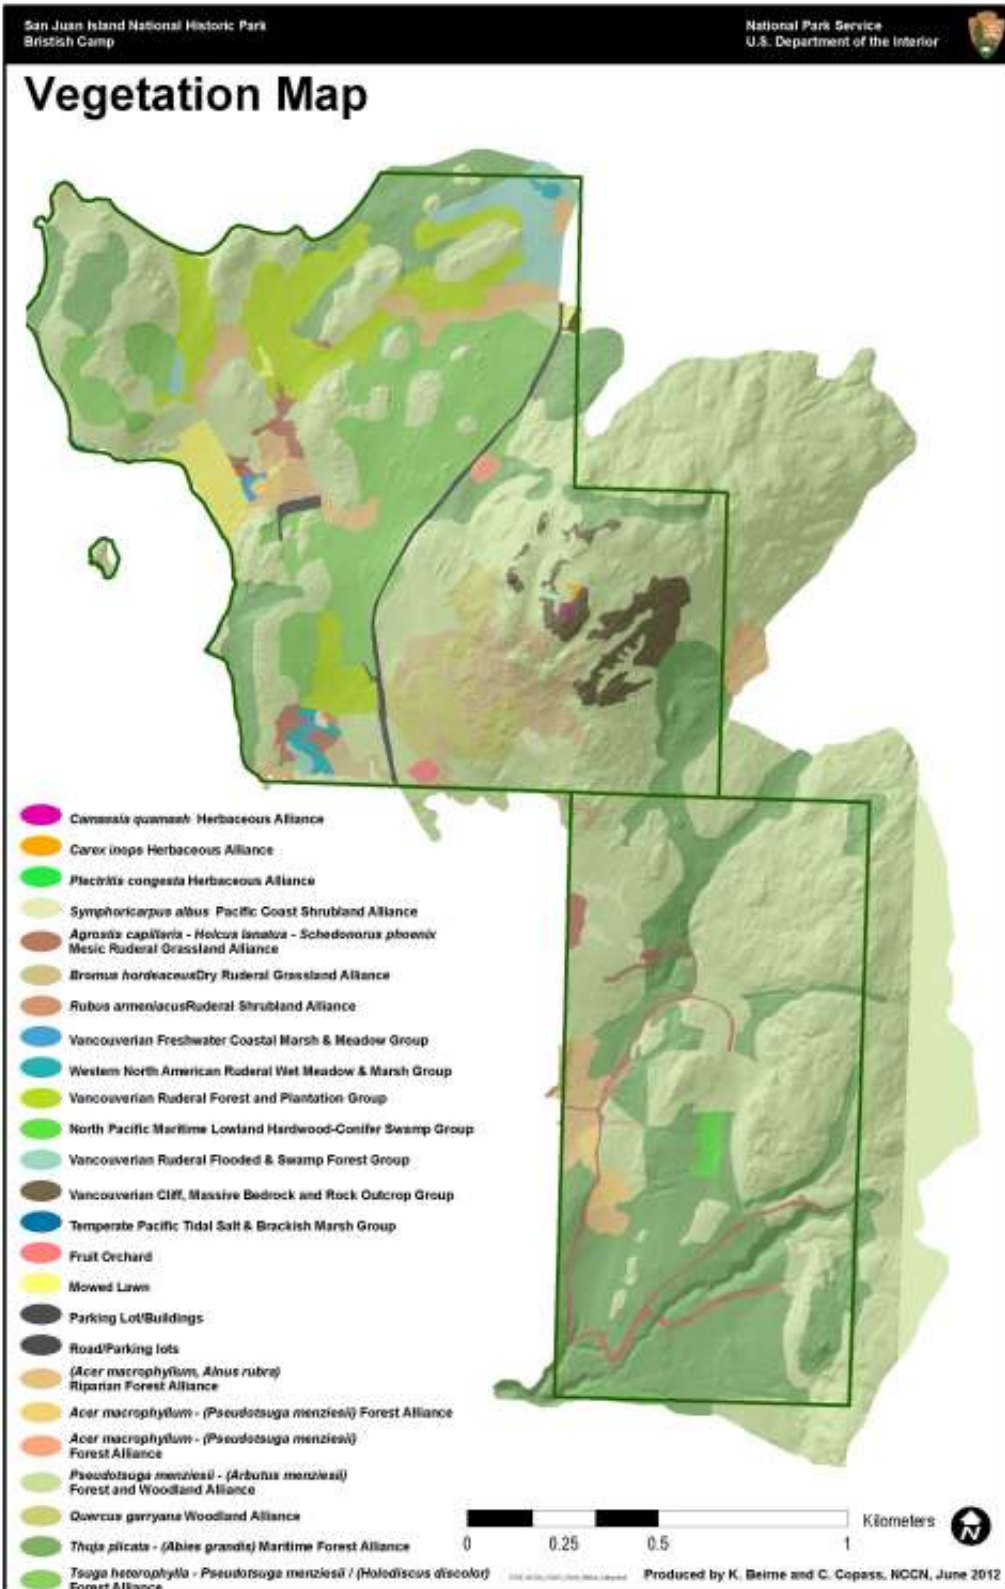 San Juan Island National Historic Park
Bristish Camp
National Park Service
U.S. Department of the Interior
Vegetation Map
Camassia quamash Herbaceous Alliance
Carex inops Herbaceous Alliance
Plectritis congesta Herbaceous Alliance
Symphoricarpus albus Pacific Coast Shrubland Alliance
Agrostis capillaris - Holcus lanatus - Schedonorus phoenix
Mesic Ruderal Grassland Alliance
Bromus hordeaceusDry Ruderal Grassland Alliance
Rubus armeniacusRuderal Shrubland Alliance
Vancouverian Freshwater Coastal Marsh & Meadow Group
Western North American Ruderal Wet Meadow & Marsh Group
Vancouverian Ruderal Forest and Plantation Group
North Pacific Maritime Lowland Hardwood-Conifer Swamp Group
Vancouverian Ruderal Flooded & Swamp Forest Group
Vancouverian Cliff, Massive Bedrock and Rock Outcrop Group
Temperate Pacific Tidal Salt & Brackish Marsh Group
Fruit Orchard
Mowed Lawn
Parking Lot/Buildings
Road/Parking lots
(Acer macrophyllum, Alnus rubra)
Riparian Forest Alliance
Acer macrophyllum - (Pseudotsuga menziesii) Forest Alliance
Acer macrophyllum - (Pseudotsuga menziesii)
Forest Alliance
Pseudotsuga menziesii - (Arbutus menziesii)
Forest and Woodland Alliance
Quercus garryana Woodland Alliance
Thuja plicata - (Abies grandis) Maritime Forest Alliance
Tsuga heterophylla - Pseudotsuga menziesii / (Holodiscus discolor)
Forest Alliance
Kilometers
0 0.25 0.5 1
N
Produced by K. Beirne and C. Copass, NCCN, June 2012